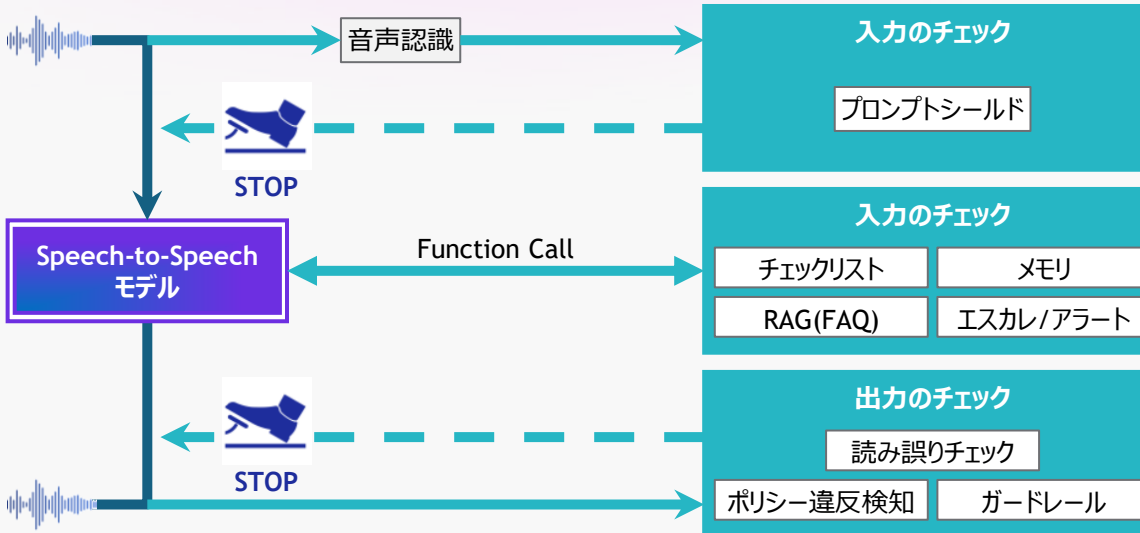 音声認識
入力のチェック
プロンプトシールド
STOP
Speech-to-Speech
モデル
Function Call
入力のチェック
チェックリスト
メモリ
RAG(FAQ)
エスカレ/アラート
STOP
出力のチェック
読み誤りチェック
ポリシー違反検知
ガードレール